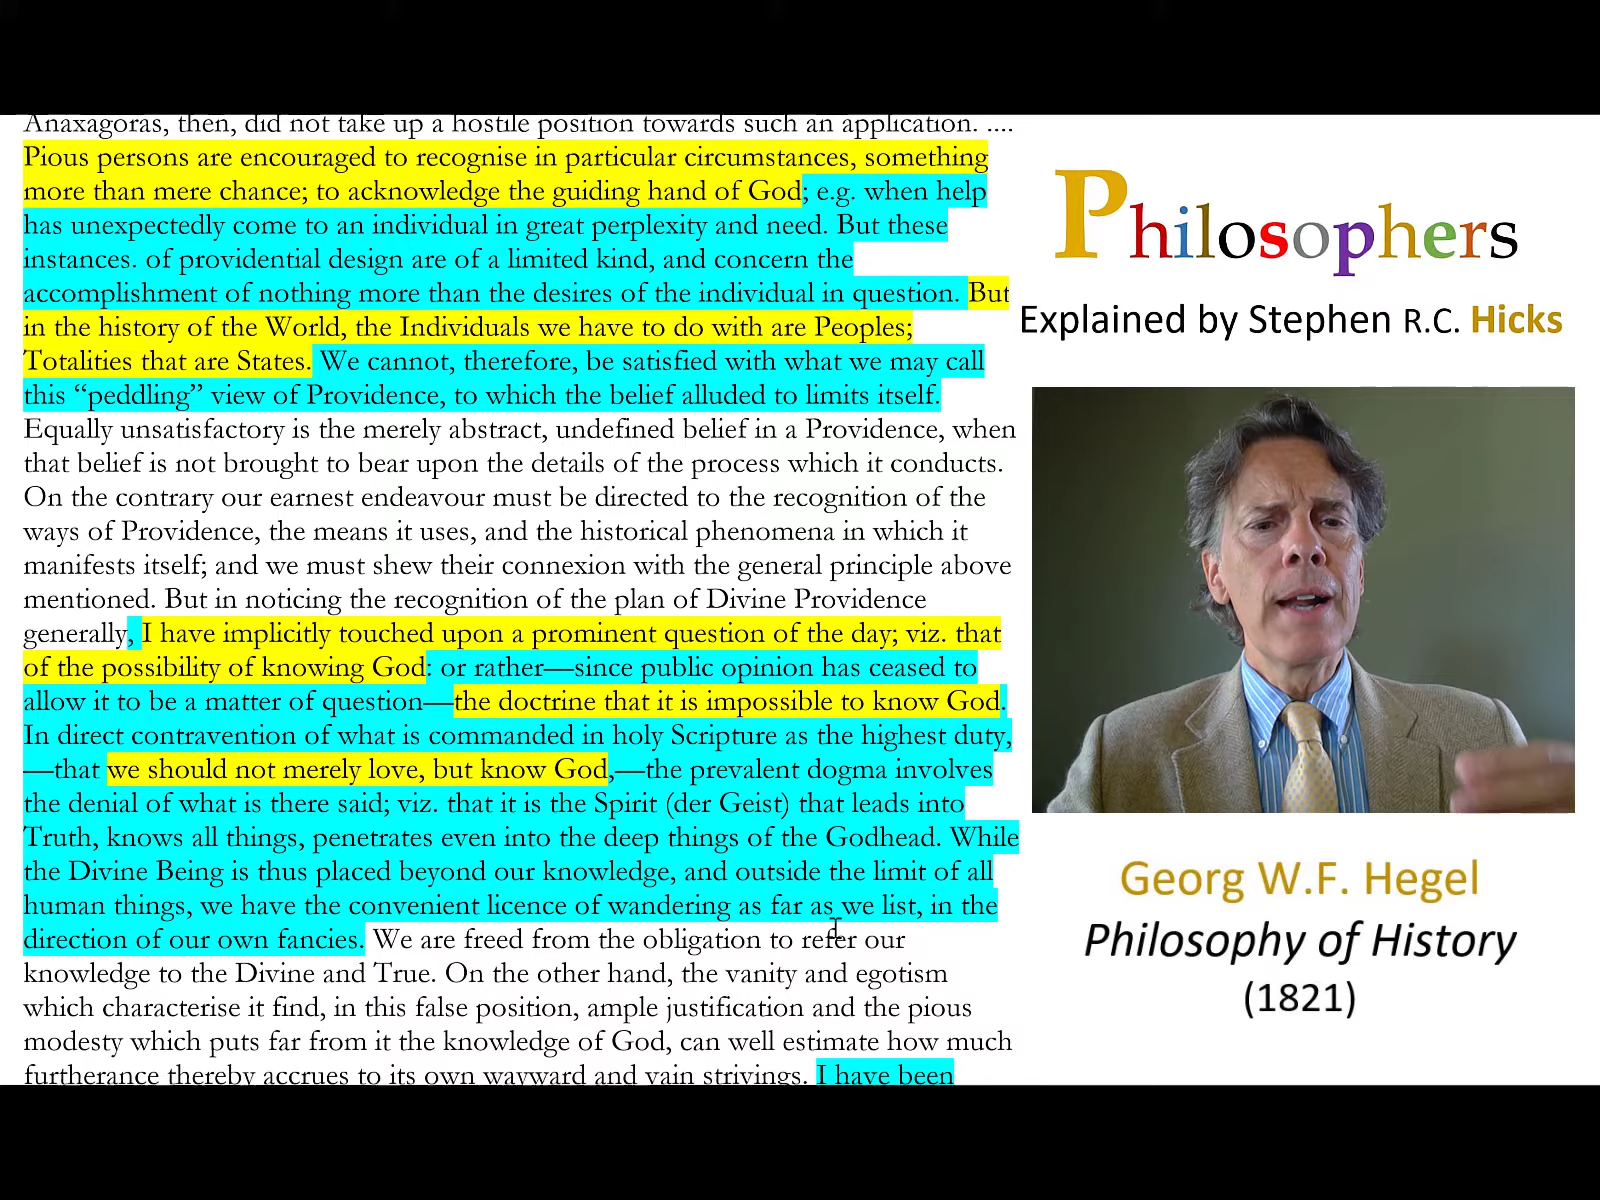 Anaxagoras, then, did not take up a hostile position towards such an application. ....
Pious persons are encouraged to recognise in particular circumstances, something
more than mere chance; to acknowledge the guiding hand of God; e.g. when help
has unexpectedly come to an individual in great perplexity and need. But these
instances. of providential design are of a limited kind, and concern the
accomplishment of nothing more than the desires of the individual in question. But
in the history of the World, the Individuals we have to do with are Peoples;
Totalities that are States. We cannot, therefore, be satisfied with what we may call
this “peddling” view of Providence, to which the belief alluded to limits itself.
Equally unsatisfactory is the merely abstract, undefined belief in a Providence, when
that belief is not brought to bear upon the details of the process which it conducts.
On the contrary our earnest endeavour must be directed to the recognition of the
ways of Providence, the means it uses, and the historical phenomena in which it
manifests itself; and we must shew their connexion with the general principle above
mentioned. But in noticing the recognition of the plan of Divine Providence
generally, I have implicitly touched upon a prominent question of the day; viz. that
of the possibility of knowing God: or rather—since public opinion has ceased to
allow it to be a matter of question—the doctrine that it is impossible to know God.
In direct contravention of what is commanded in holy Scripture as the highest duty,
—that we should not merely love, but know God,—the prevalent dogma involves
the denial of what is there said; viz. that it is the Spirit (der Geist) that leads into
Truth, knows all things, penetrates even into the deep things of the Godhead. While
the Divine Being is thus placed beyond our knowledge, and outside the limit of all
human things, we have the convenient licence of wandering as far as we list, in the
direction of our own fancies. We are freed from the obligation to refer our
knowledge to the Divine and True. On the other hand, the vanity and egotism
which characterise it find, in this false position, ample justification and the pious
modesty which puts far from it the knowledge of God, can well estimate how much
furtherance thereby accrues to its own wayward and vain strivings. I have been
Philosophers
Explained by Stephen R.C. Hicks
Georg W.F. Hegel
Philosophy of History
(1821)